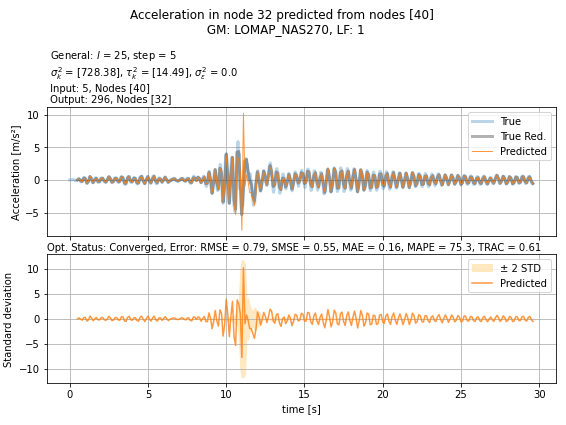 Acceleration in node 32 predicted from nodes [40]
GM: LOMAP_NAS270, LF: 1
General: l = 25, step = 5
σ²ₖ = [728.38], τ²ₖ = [14.49], σ²ε = 0.0
Input: 5, Nodes [40]
Output: 296, Nodes [32]
Acceleration [m/s²]
10
5
0
−5
True
True Red.
Predicted
Opt. Status: Converged, Error: RMSE = 0.79, SMSE = 0.55, MAE = 0.16, MAPE = 75.3, TRAC = 0.61
Standard deviation
10
5
0
−5
−10
± 2 STD
Predicted
0 5 10 15 20 25 30
time [s]